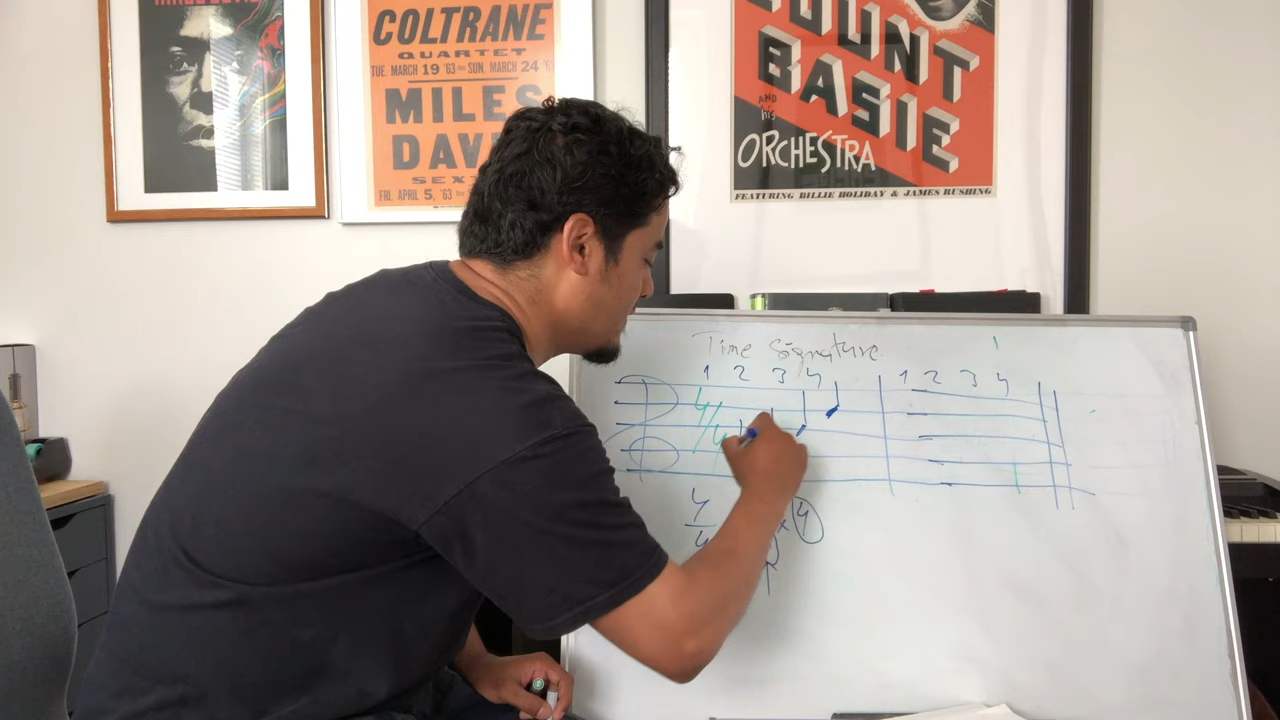 COLTRANE
QUARTET
TUE. MARCH 19 '63 SUN. MARCH 24 '63
MILES
DAV
SEX
FRI. APRIL 5, '63
OUNT
BASIE
AND
his
ORCHESTRA
FEATURING BILLIE HOLIDAY & JAMES RUSHING
Time Signature
1 2 3 4 1 2 3 4
4/4
4
4
4